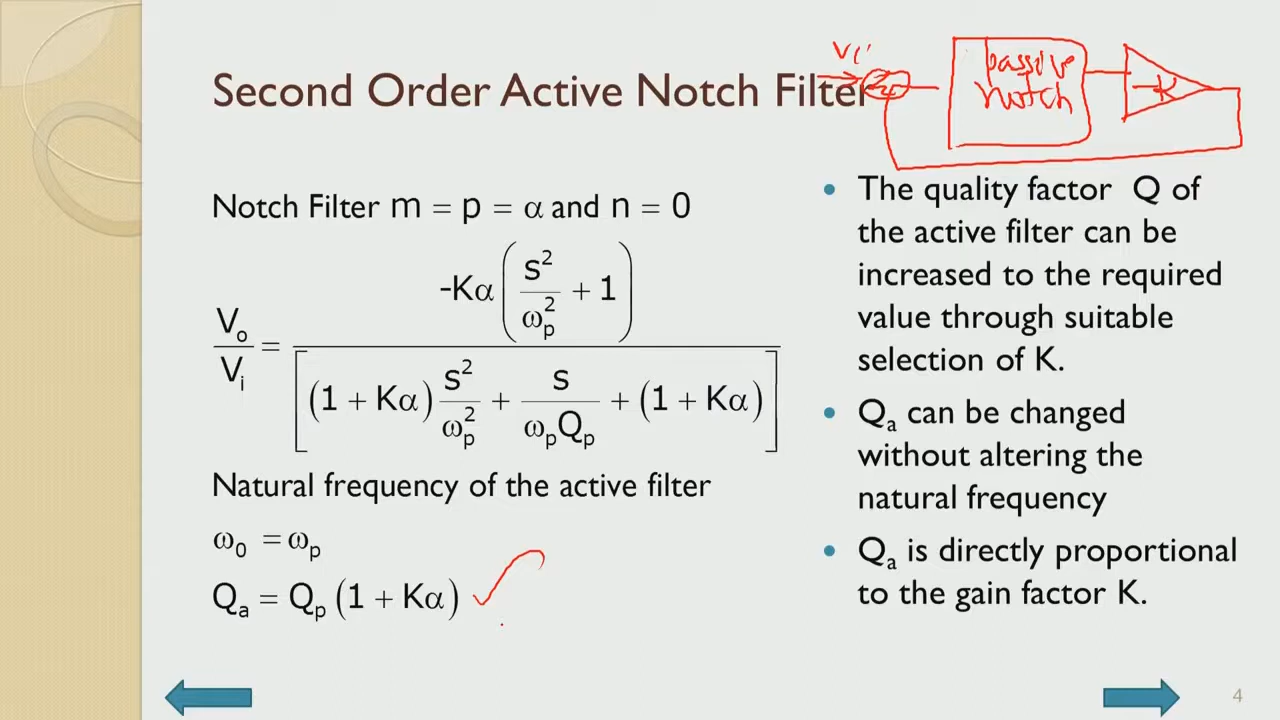 Second Order Active Notch Filter
Vi
Σ
passive
notch
-K
Notch Filter m = p = α and n = 0
V₀/Vᵢ = -Kα(s²/ωₚ² + 1) / [(1 + Kα) s²/ωₚ² + s/(ωₚQₚ) + (1 + Kα)]
Natural frequency of the active filter
ω₀ = ωₚ
Qₐ = Qₚ (1 + Kα)
• The quality factor Q of
the active filter can be
increased to the required
value through suitable
selection of K.
• Qₐ can be changed
without altering the
natural frequency
• Qₐ is directly proportional
to the gain factor K.
4